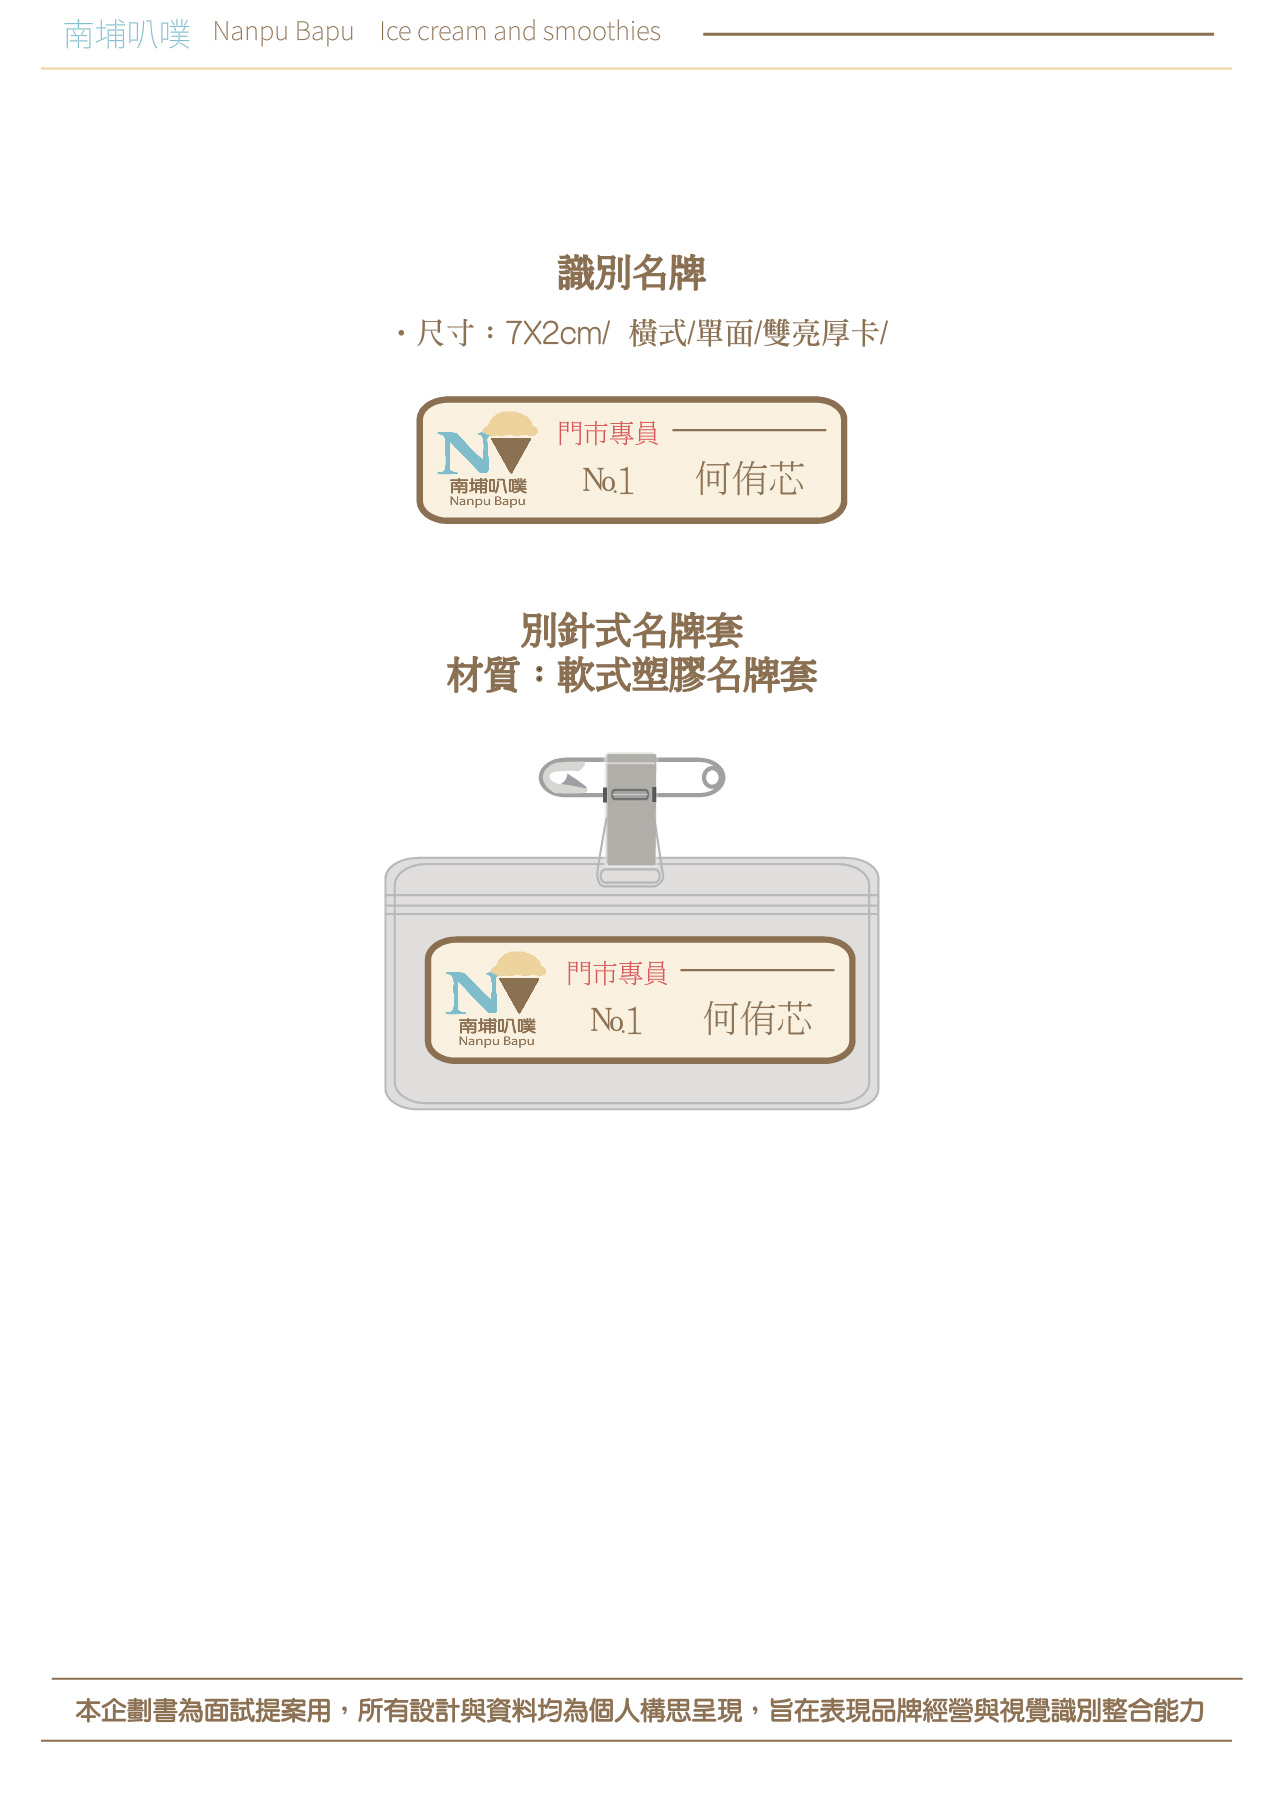 南埔叭噗 Nanpu Bapu Ice cream and smoothies
識別名牌
・尺寸：7X2cm/ 橫式/單面/雙亮厚卡/
門市專員
No.1 何侑芯
南埔叭噗
Nanpu Bapu
別針式名牌套
材質：軟式塑膠名牌套
門市專員
No.1 何侑芯
南埔叭噗
Nanpu Bapu
本企劃書為面試提案用，所有設計與資料均為個人構思呈現，旨在表現品牌經營與視覺識別整合能力